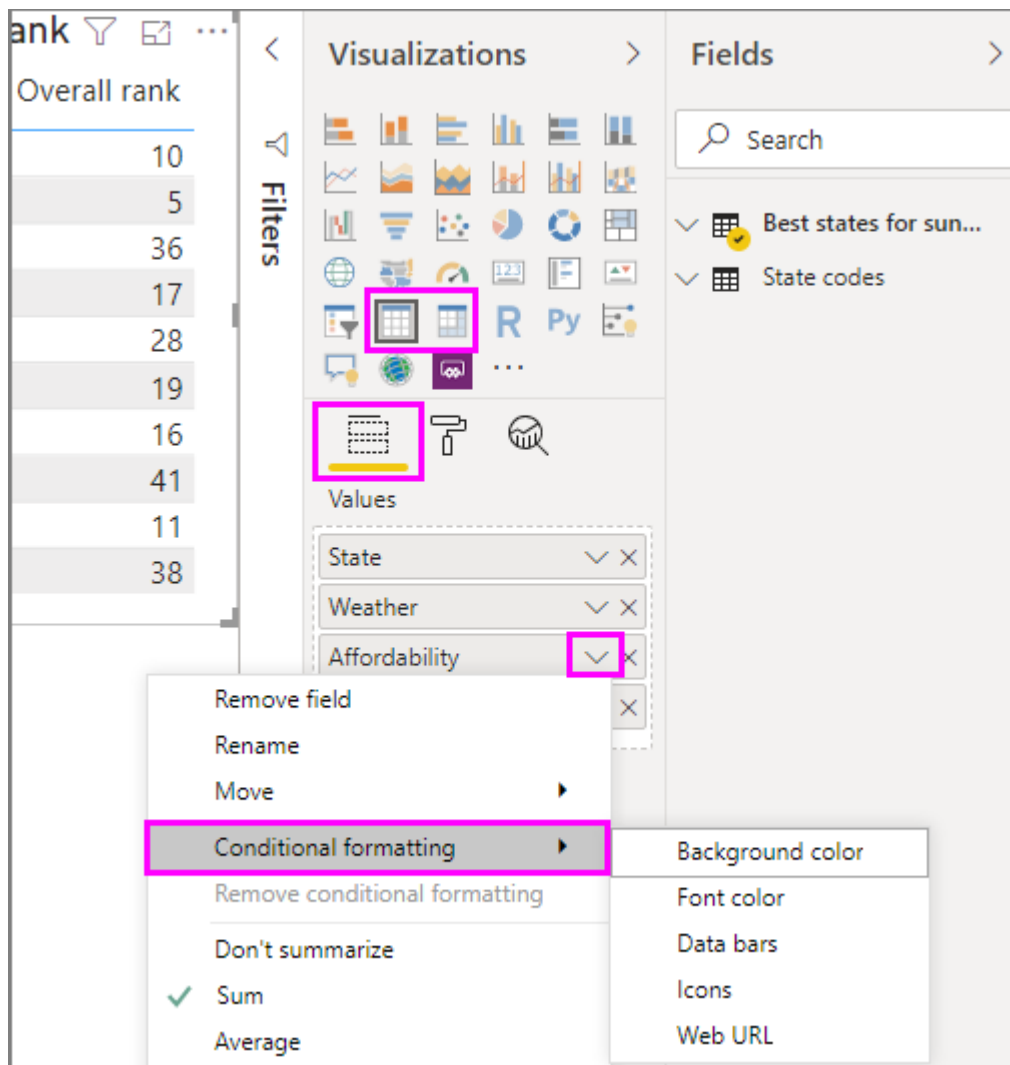 ank
Overall rank
10
5
36
17
28
19
16
41
11
38
Filters
Visualizations
123
R
Py
Values
State
Weather
Affordability
Remove field
Rename
Move
Conditional formatting
Remove conditional formatting
Don't summarize
Sum
Average
Background color
Font color
Data bars
Icons
Web URL
Fields
Search
Best states for sun...
State codes